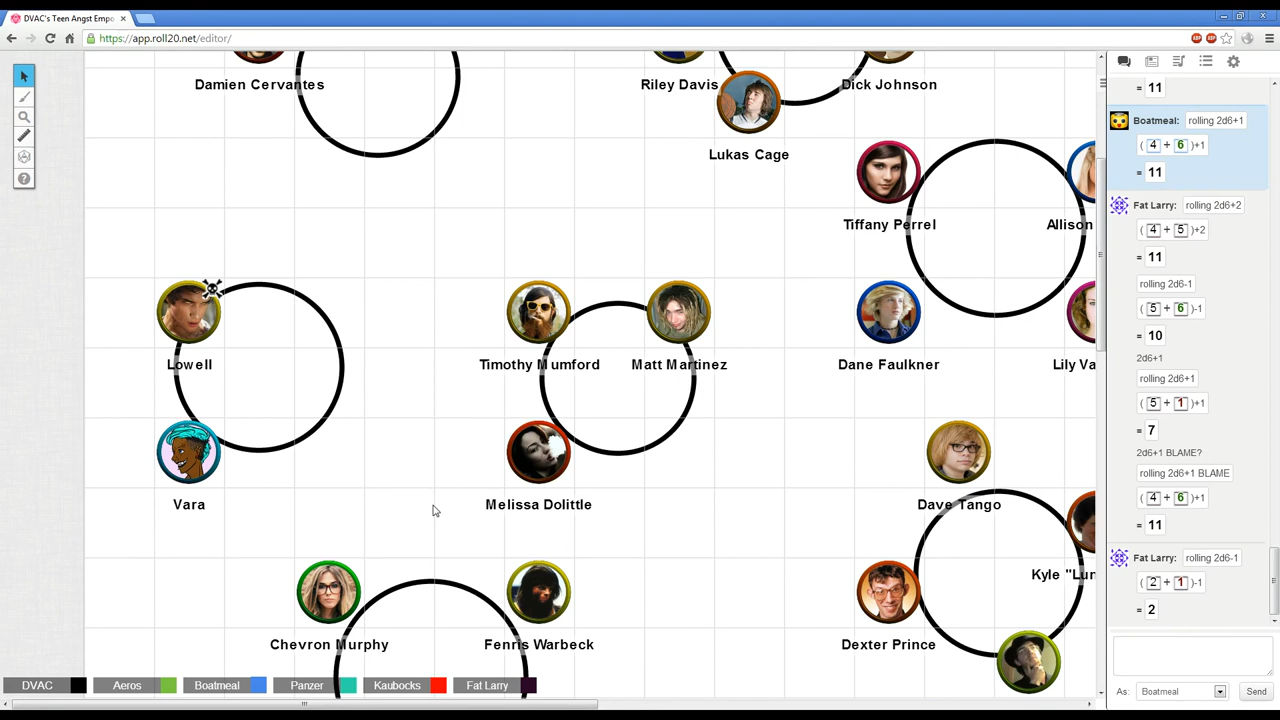 DVAC's Teen Angst Empo
https://app.roll20.net/editor/
Damien Cervantes
Riley Davis
Dick Johnson
Lukas Cage
Tiffany Perrel
Allison
Lowell
Timothy Mumford
Matt Martinez
Dane Faulkner
Lily Va
Vara
Melissa Dolittle
Dave Tango
Kyle "Lun
Chevron Murphy
Fenris Warbeck
Dexter Prince
DVAC
Aeros
Boatmeal
Panzer
Kaubocks
Fat Larry
= 11
Boatmeal: rolling 2d6+1
( 4 + 6 )+1
= 11
Fat Larry: rolling 2d6+2
( 4 + 5 )+2
= 11
rolling 2d6-1
( 5 + 6 )-1
= 10
2d6+1
rolling 2d6+1
( 5 + 1 )+1
= 7
2d6+1 BLAME?
rolling 2d6+1 BLAME
( 4 + 6 )+1
= 11
Fat Larry: rolling 2d6-1
( 2 + 1 )-1
= 2
As: Boatmeal Send